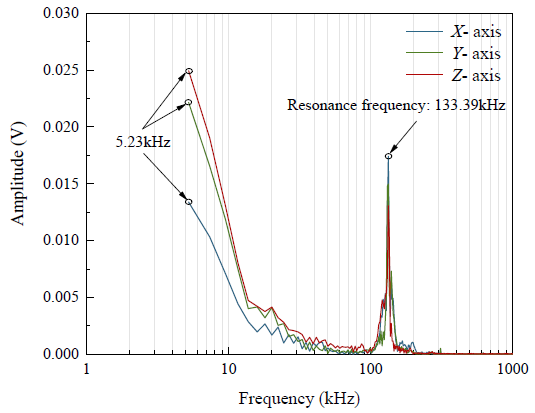 0.030
0.025
0.020
0.015
0.010
0.005
0.000
Amplitude (V)
X- axis
Y- axis
Z- axis
Resonance frequency: 133.39kHz
5.23kHz
1 10 100 1000
Frequency (kHz)